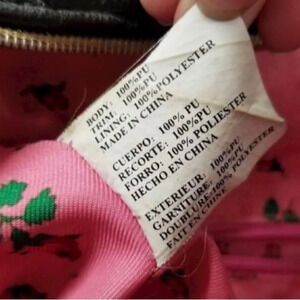 BODY: 100%PU
TRIM: 100%PU
LINING: 100%POLYESTER
MADE IN CHINA
CUERPO: 100%PU
RECORTE: 100%PU
FORRO: 100% POLIESTER
HECHO EN CHINA
EXTERIEUR: 100%PU
GARNITURE: 100%PU
DOUBLURE: 100%POLYESTER
FAIT EN CHINE